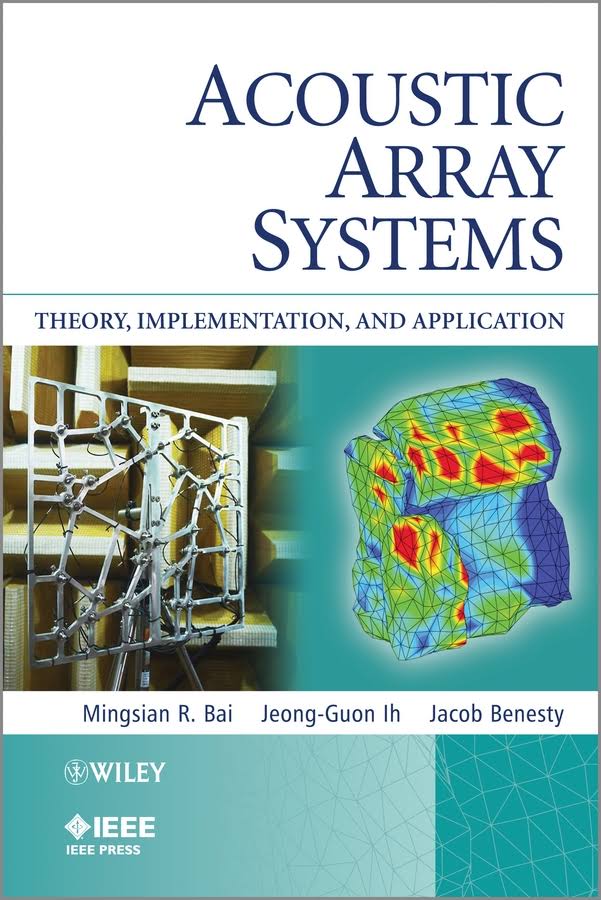 ACOUSTIC
ARRAY
SYSTEMS
THEORY, IMPLEMENTATION, AND APPLICATION
Mingsian R. Bai Jeong-Guon Ih Jacob Benesty
WILEY
IEEE
IEEE PRESS